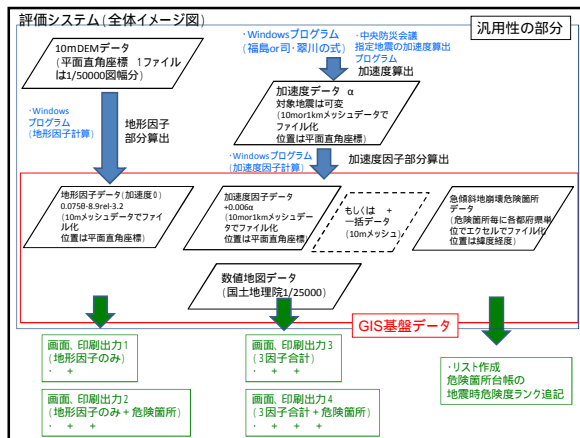 評価システム(全体イメージ図)
汎用性の部分
10mDEMデータ
(平面直角座標 1ファイル
は1/50000図幅分)
・Windowsプログラム
(福島or司・翠川の式)
・中央防災会議
指定地震の加速度算出
プログラム
加速度算出
・Windows
プログラム
(地形因子計算)
地形因子
部分算出
加速度データ α
対象地震は可変
(10mor1kmメッシュデータで
ファイル化
位置は平面直角座標)
・Windowsプログラム
(加速度因子計算)
加速度因子部分算出
地形因子データ(加速度0)
0.075θ-8.9rel-3.2
(10mメッシュデータでファイ
ル化
位置は平面直角座標)
加速度因子データ
+0.006α
(10mor1kmメッシュデー
タでファイル化
位置は平面直角座標)
もしくは +
一括データ
(10mメッシュ)
急傾斜地崩壊危険箇所
データ
(危険箇所毎に各都府県単
位でエクセルでファイル化
位置は緯度経度)
数値地図データ
(国土地理院1/25000)
GIS基盤データ
画面、印刷出力1
(地形因子のみ)
・ +
画面、印刷出力2
(地形因子のみ+危険箇所)
・ + +
画面、印刷出力3
(3因子合計)
・ + +
画面、印刷出力4
(3因子合計+危険箇所)
・ + + +
・リスト作成
危険箇所台帳の
地震時危険度ランク追記